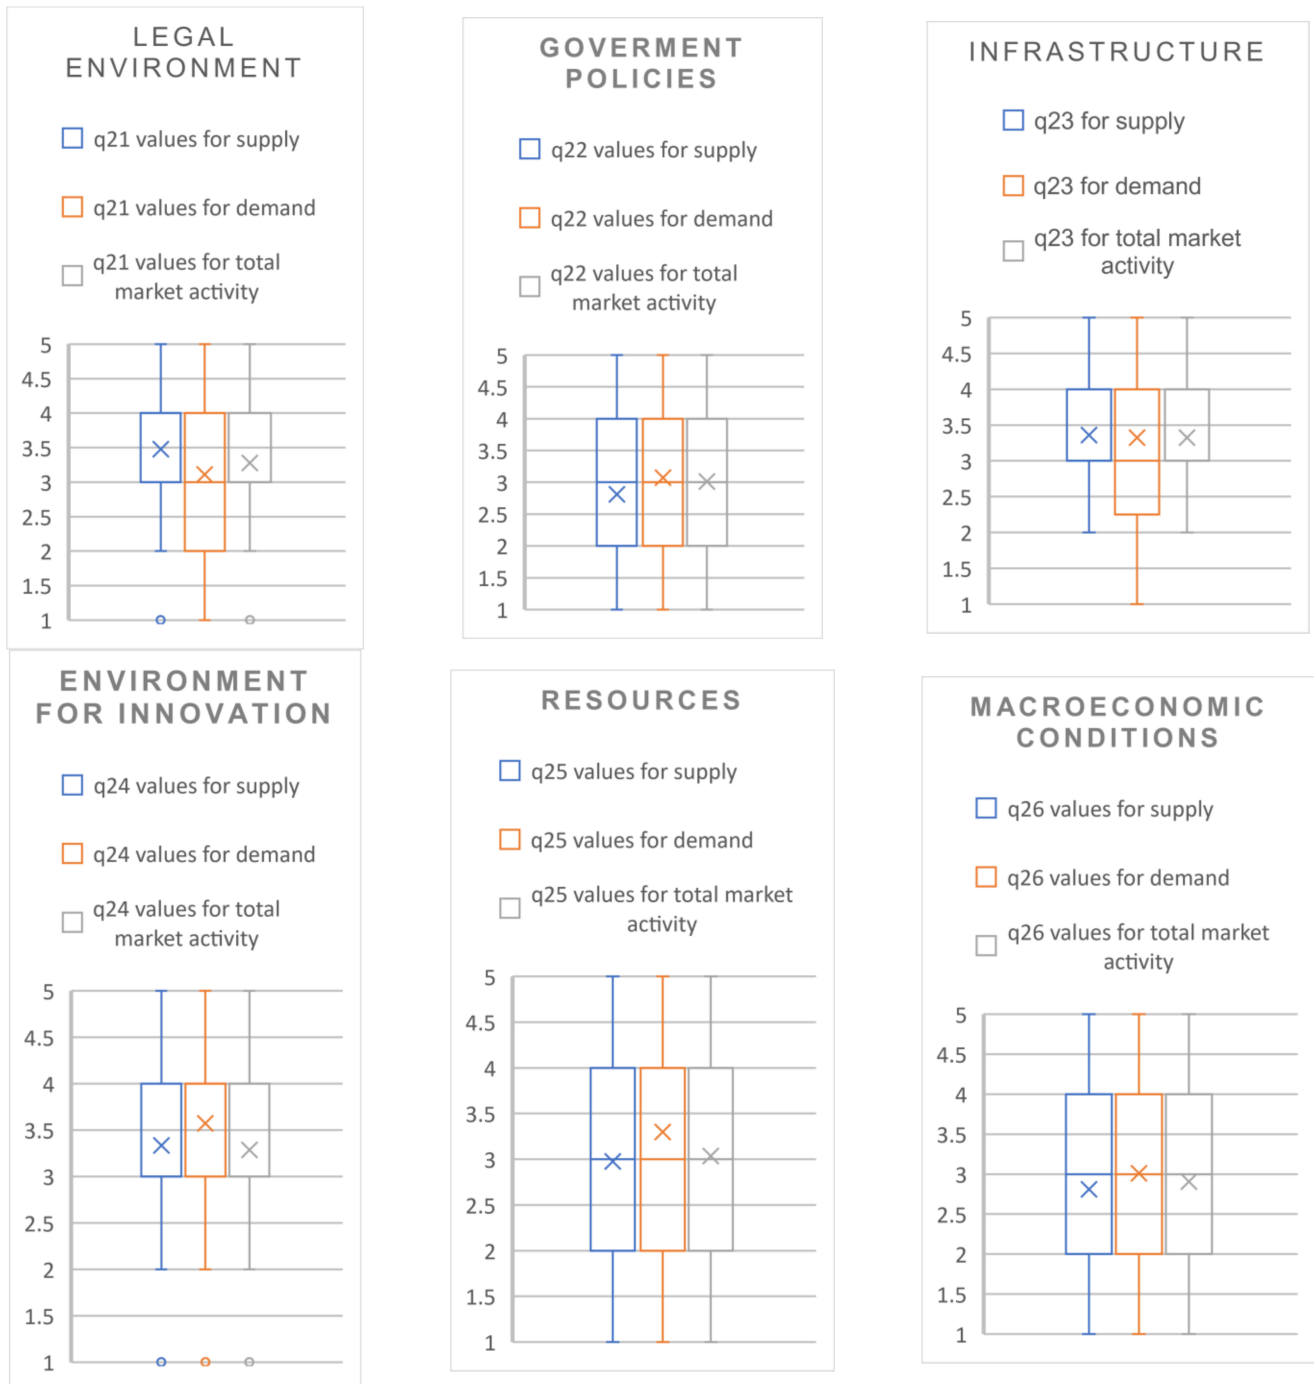 LEGAL
ENVIRONMENT
q21 values for supply
q21 values for demand
q21 values for total
market activity
5
4.5
4
3.5
3
2.5
2
1.5
1
GOVERMENT
POLICIES
q22 values for supply
q22 values for demand
q22 values for total
market activity
5
4.5
4
3.5
3
2.5
2
1.5
1
INFRASTRUCTURE
q23 for supply
q23 for demand
q23 for total market
activity
5
4.5
4
3.5
3
2.5
2
1.5
1
ENVIRONMENT
FOR INNOVATION
q24 values for supply
q24 values for demand
q24 values for total
market activity
5
4.5
4
3.5
3
2.5
2
1.5
1
RESOURCES
q25 values for supply
q25 values for demand
q25 values for total market
activity
5
4.5
4
3.5
3
2.5
2
1.5
1
MACROECONOMIC
CONDITIONS
q26 values for supply
q26 values for demand
q26 values for total market
activity
5
4.5
4
3.5
3
2.5
2
1.5
1